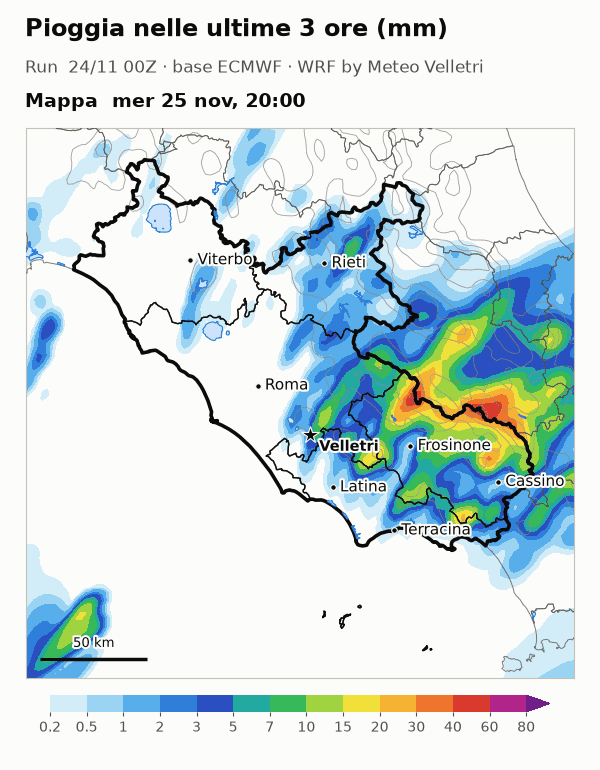 Pioggia nelle ultime 3 ore (mm)
Run  24/11 00Z · base ECMWF · WRF by Meteo Velletri
Mappa  mer 25 nov, 20:00
Viterbo
Rieti
Roma
Velletri
Frosinone
Latina
Cassino
Terracina
50 km
0.2 0.5 1 2 3 5 7 10 15 20 30 40 60 80